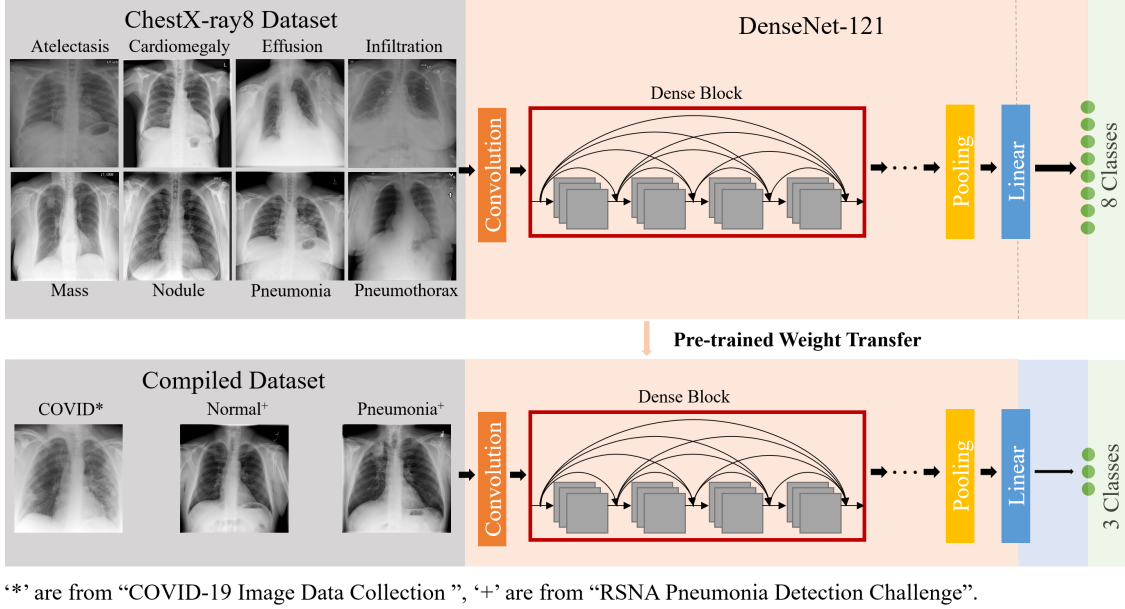 ChestX-ray8 Dataset
DenseNet-121
Atelectasis Cardiomegaly Effusion Infiltration
Dense Block
Convolution
Pooling
Linear
8 Classes
Mass Nodule Pneumonia Pneumothorax
Pre-trained Weight Transfer
Compiled Dataset
COVID* Normal+ Pneumonia+
Dense Block
Convolution
Pooling
Linear
3 Classes
‘*’ are from “COVID-19 Image Data Collection ”, ‘+’ are from “RSNA Pneumonia Detection Challenge”.